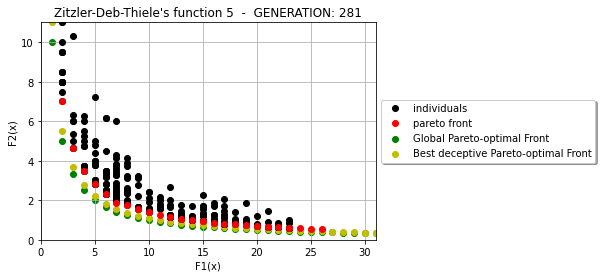 Zitzler-Deb-Thiele's function 5 - GENERATION: 281
10
8
6
4
2
0
F2(x)
0 5 10 15 20 25 30
F1(x)
individuals
pareto front
Global Pareto-optimal Front
Best deceptive Pareto-optimal Front